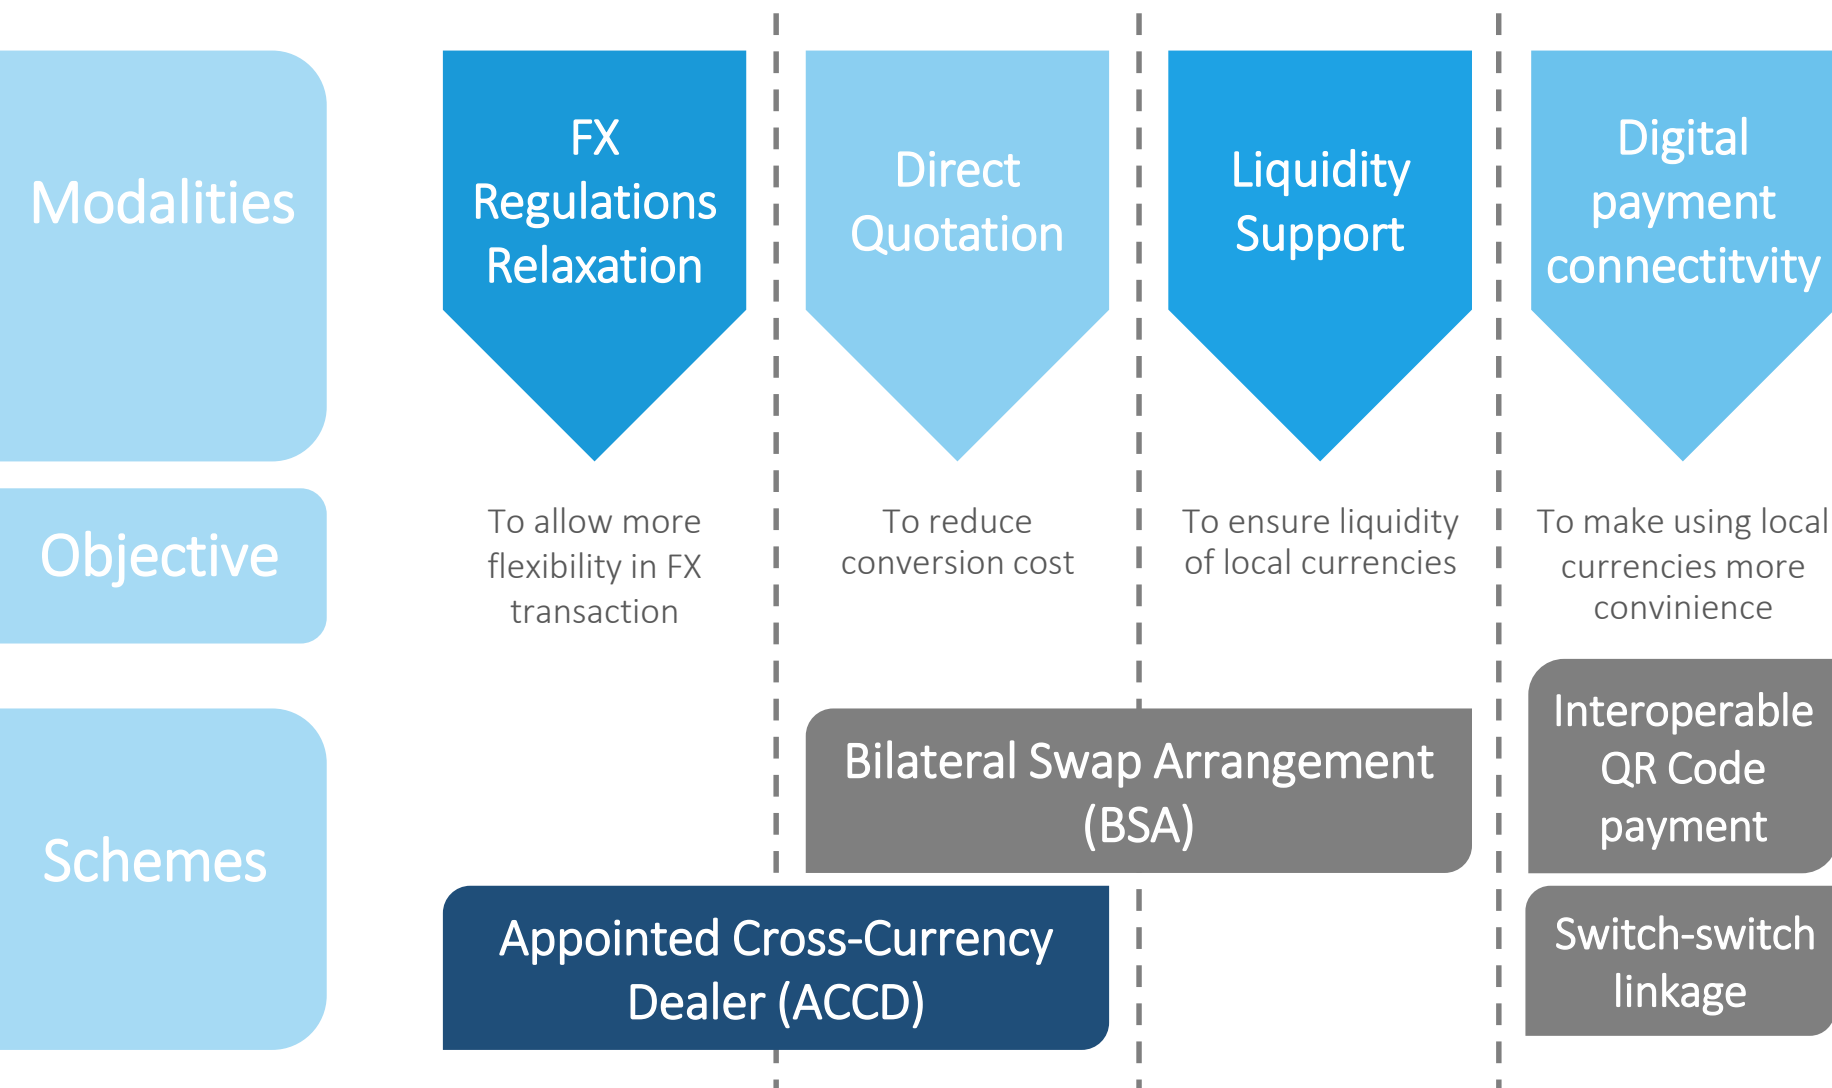 Modalities
FX
Regulations
Relaxation
Direct
Quotation
Liquidity
Support
Digital
payment
connectitvity
Objective
To allow more
flexibility in FX
transaction
To reduce
conversion cost
To ensure liquidity
of local currencies
To make using local
currencies more
convinience
Schemes
Bilateral Swap Arrangement
(BSA)
Interoperable
QR Code
payment
Appointed Cross-Currency
Dealer (ACCD)
Switch-switch
linkage